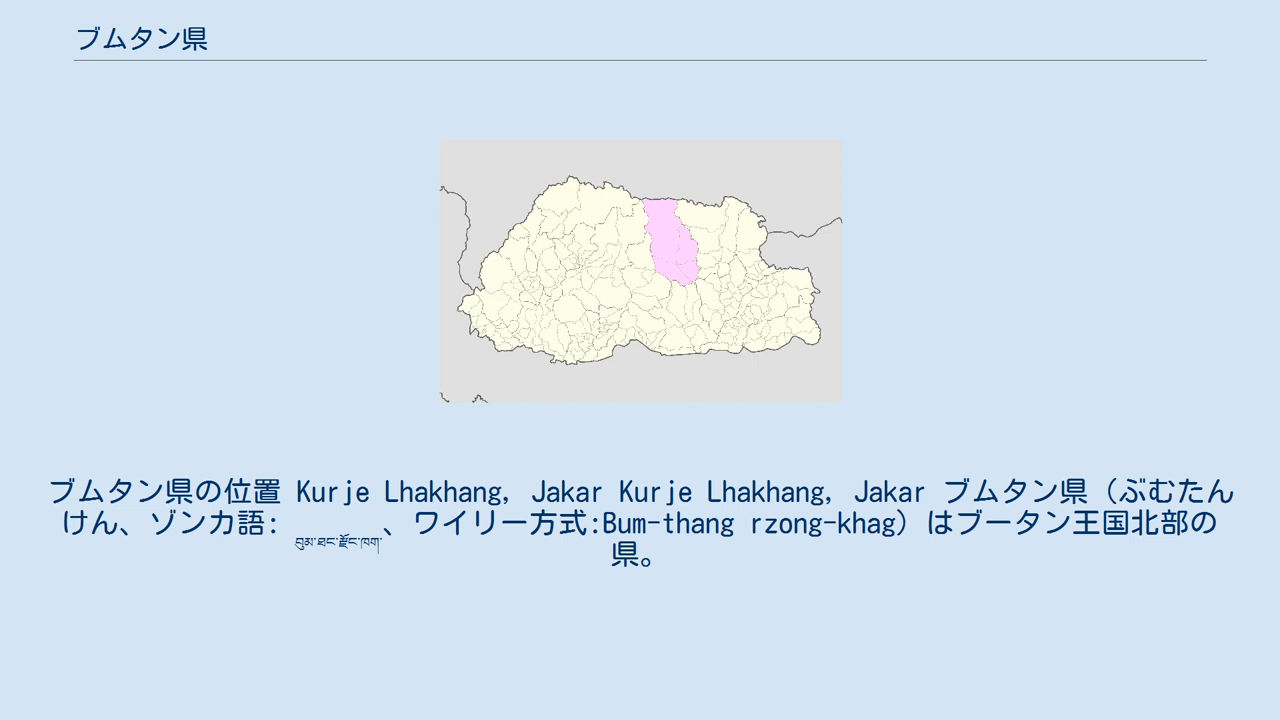 ブムタン県
ブムタン県の位置 Kurje Lhakhang, Jakar Kurje Lhakhang, Jakar ブムタン県（ぶむたん
けん、ゾンカ語: བུམ་ཐང་རྫོང་ཁག་、ワイリー方式:Bum-thang rzong-khag）はブータン王国北部の
県。